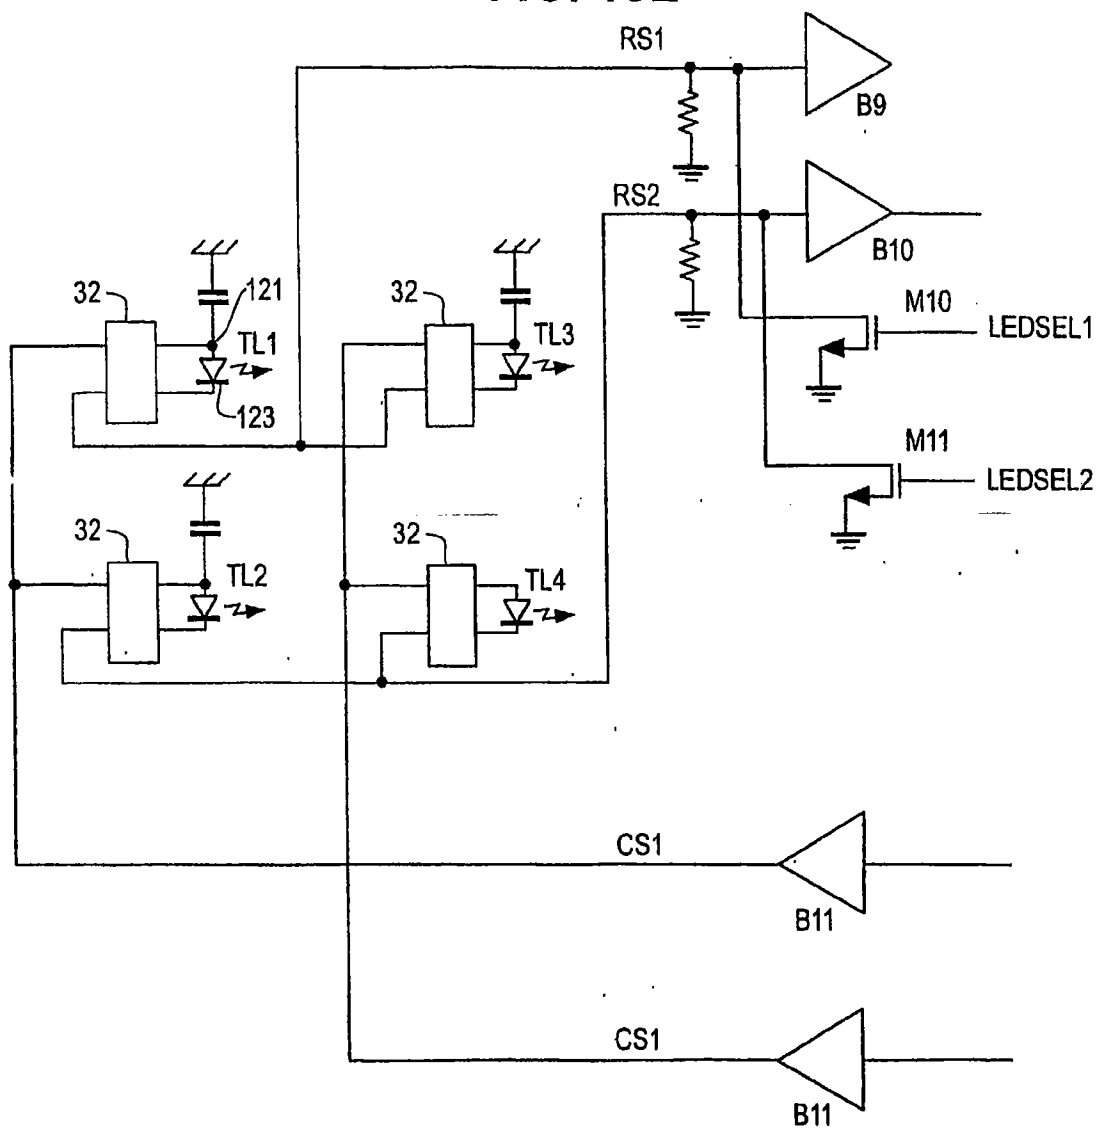 RS1
B9
RS2
B10
32
121
32
M10
LEDSEL1
TL1
TL3
123
M11
LEDSEL2
32
32
TL2
TL4
CS1
B11
CS1
B11